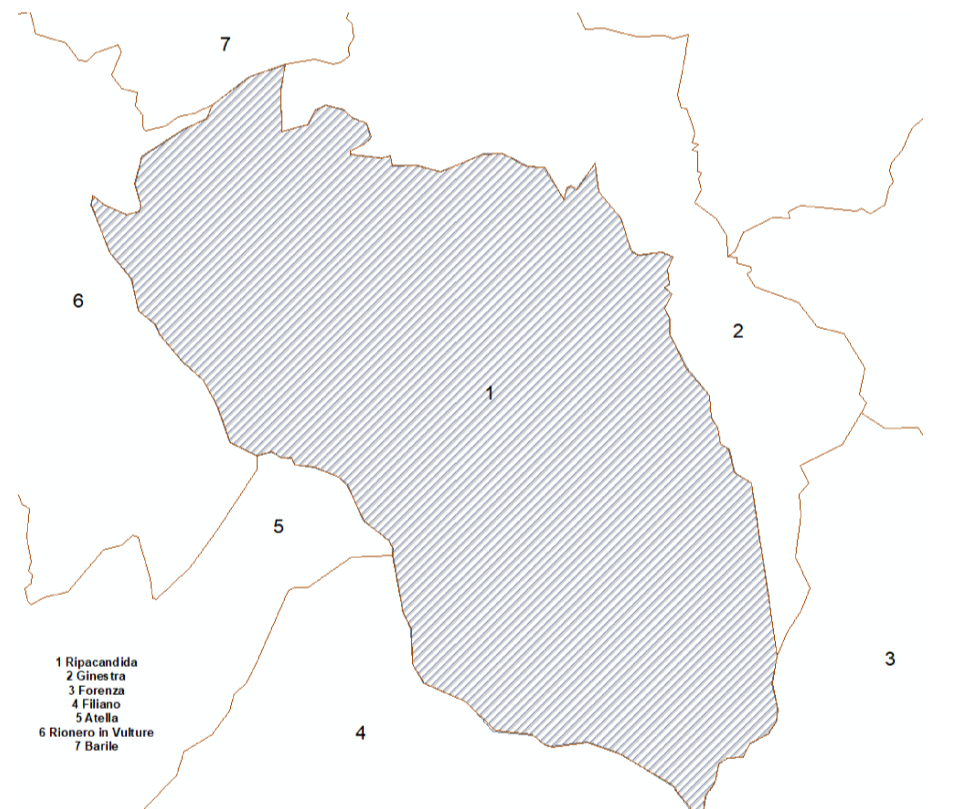 7
6
2
1
5
3
4
1 Ripacandida
2 Ginestra
3 Forenza
4 Filiano
5 Atella
6 Rionero in Vulture
7 Barile